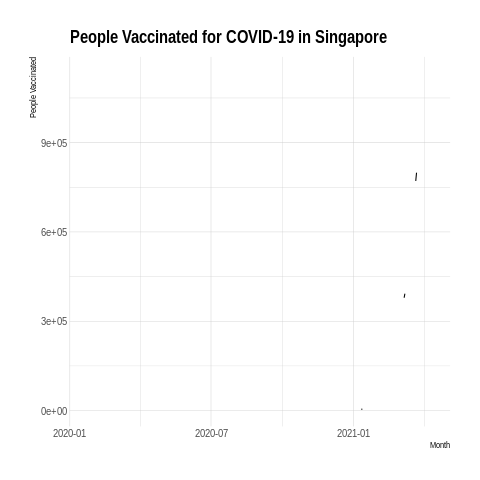 People Vaccinated for COVID-19 in Singapore
People Vaccinated
9e+05
6e+05
3e+05
0e+00
2020-01 2020-07 2021-01
Month